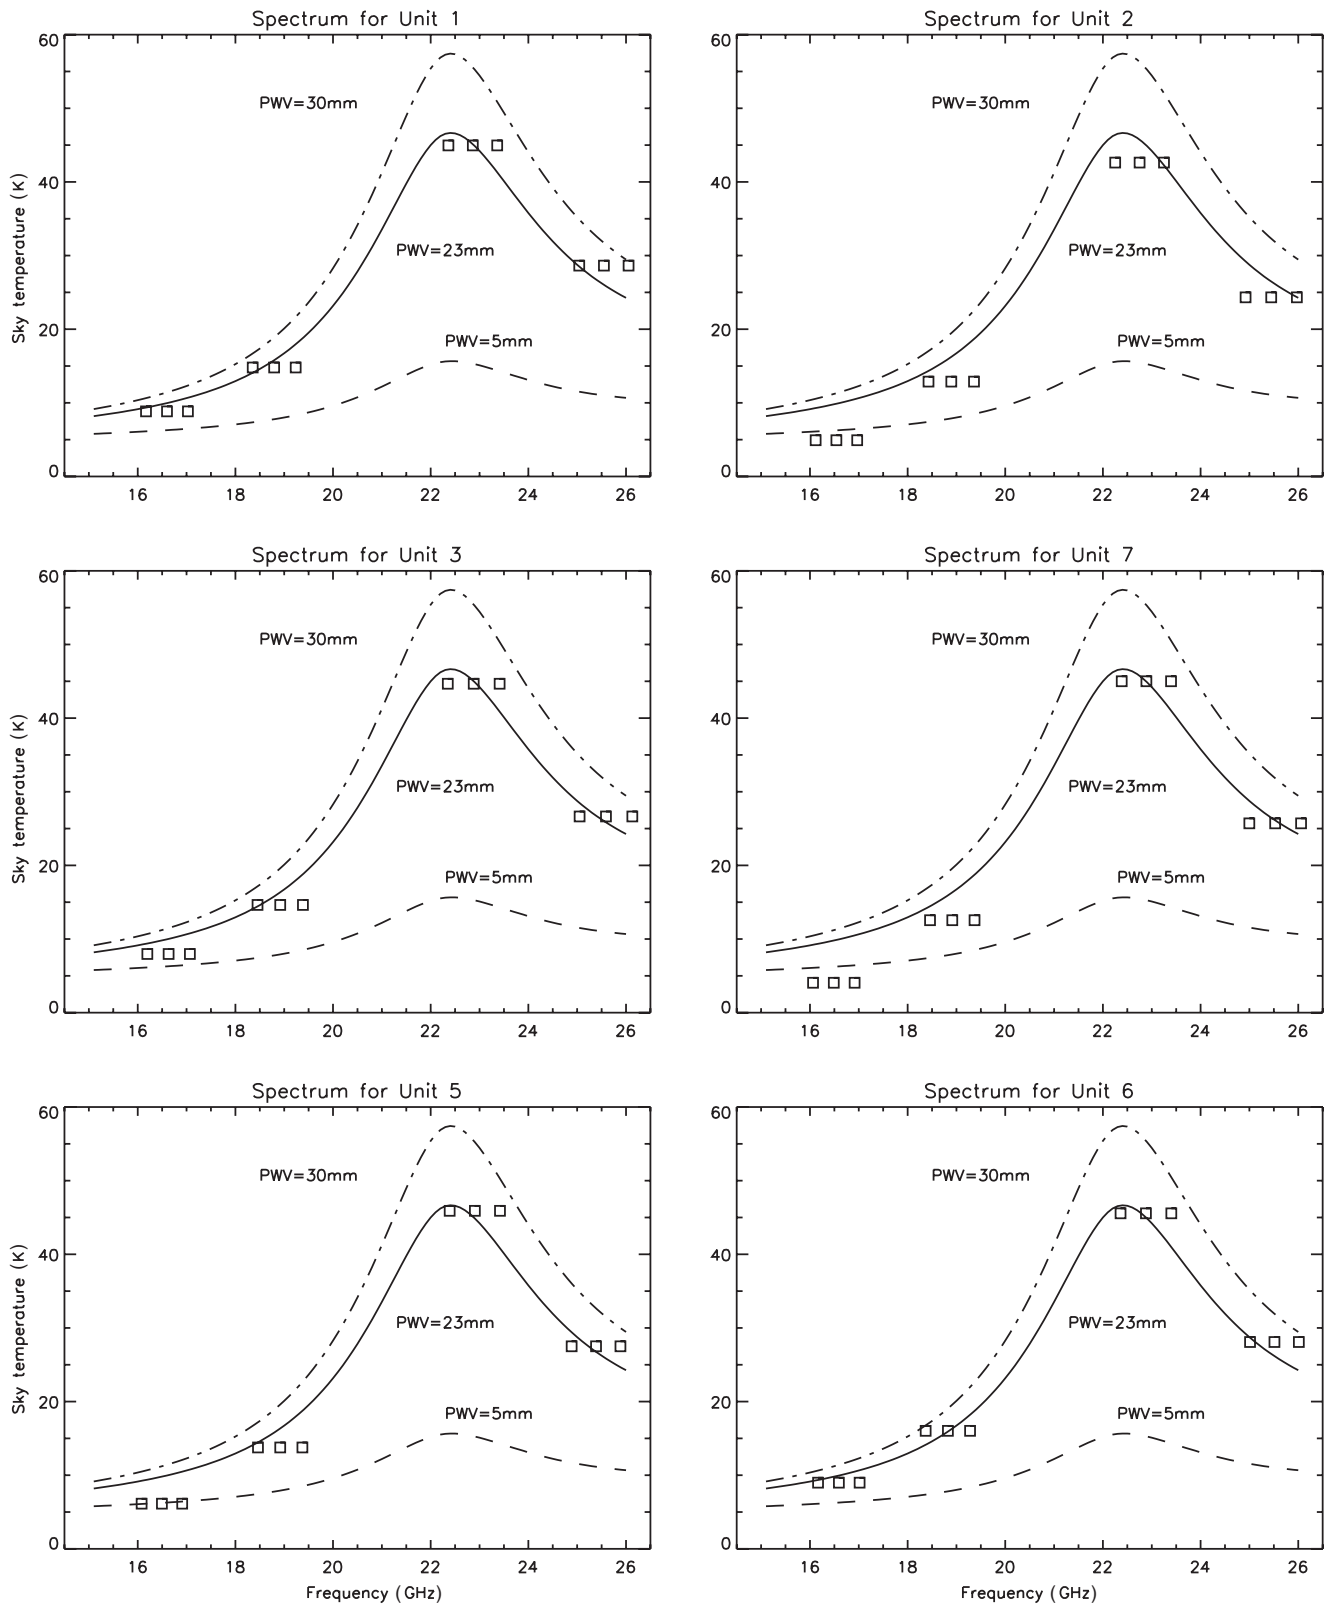 Spectrum for Unit 1
60
40
20
0
Sky temperature (K)
PWV=30mm
PWV=23mm
PWV=5mm
16 18 20 22 24 26
Spectrum for Unit 2
60
40
20
0
PWV=30mm
PWV=23mm
PWV=5mm
16 18 20 22 24 26
Spectrum for Unit 3
60
40
20
0
Sky temperature (K)
PWV=30mm
PWV=23mm
PWV=5mm
16 18 20 22 24 26
Spectrum for Unit 7
60
40
20
0
PWV=30mm
PWV=23mm
PWV=5mm
16 18 20 22 24 26
Spectrum for Unit 5
60
40
20
0
Sky temperature (K)
PWV=30mm
PWV=23mm
PWV=5mm
16 18 20 22 24 26
Frequency (GHz)
Spectrum for Unit 6
60
40
20
0
PWV=30mm
PWV=23mm
PWV=5mm
16 18 20 22 24 26
Frequency (GHz)